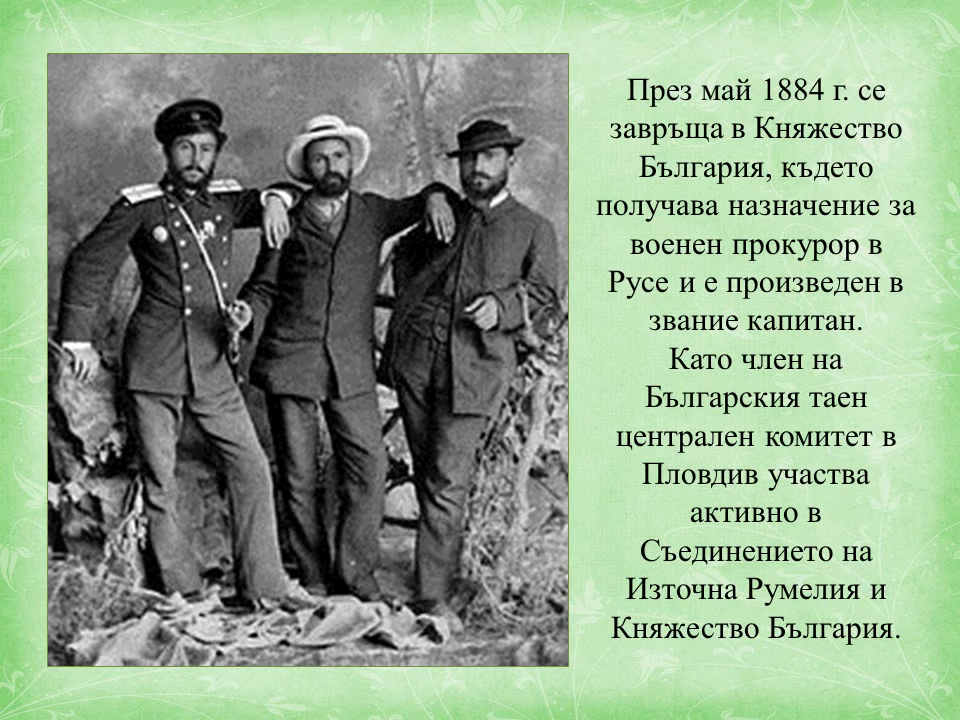 През май 1884 г. се
завръща в Княжество
България, където
получава назначение за
военен прокурор в
Русе и е произведен в
звание капитан.
Като член на
Българския таен
централен комитет в
Пловдив участва
активно в
Съединението на
Източна Румелия и
Княжество България.